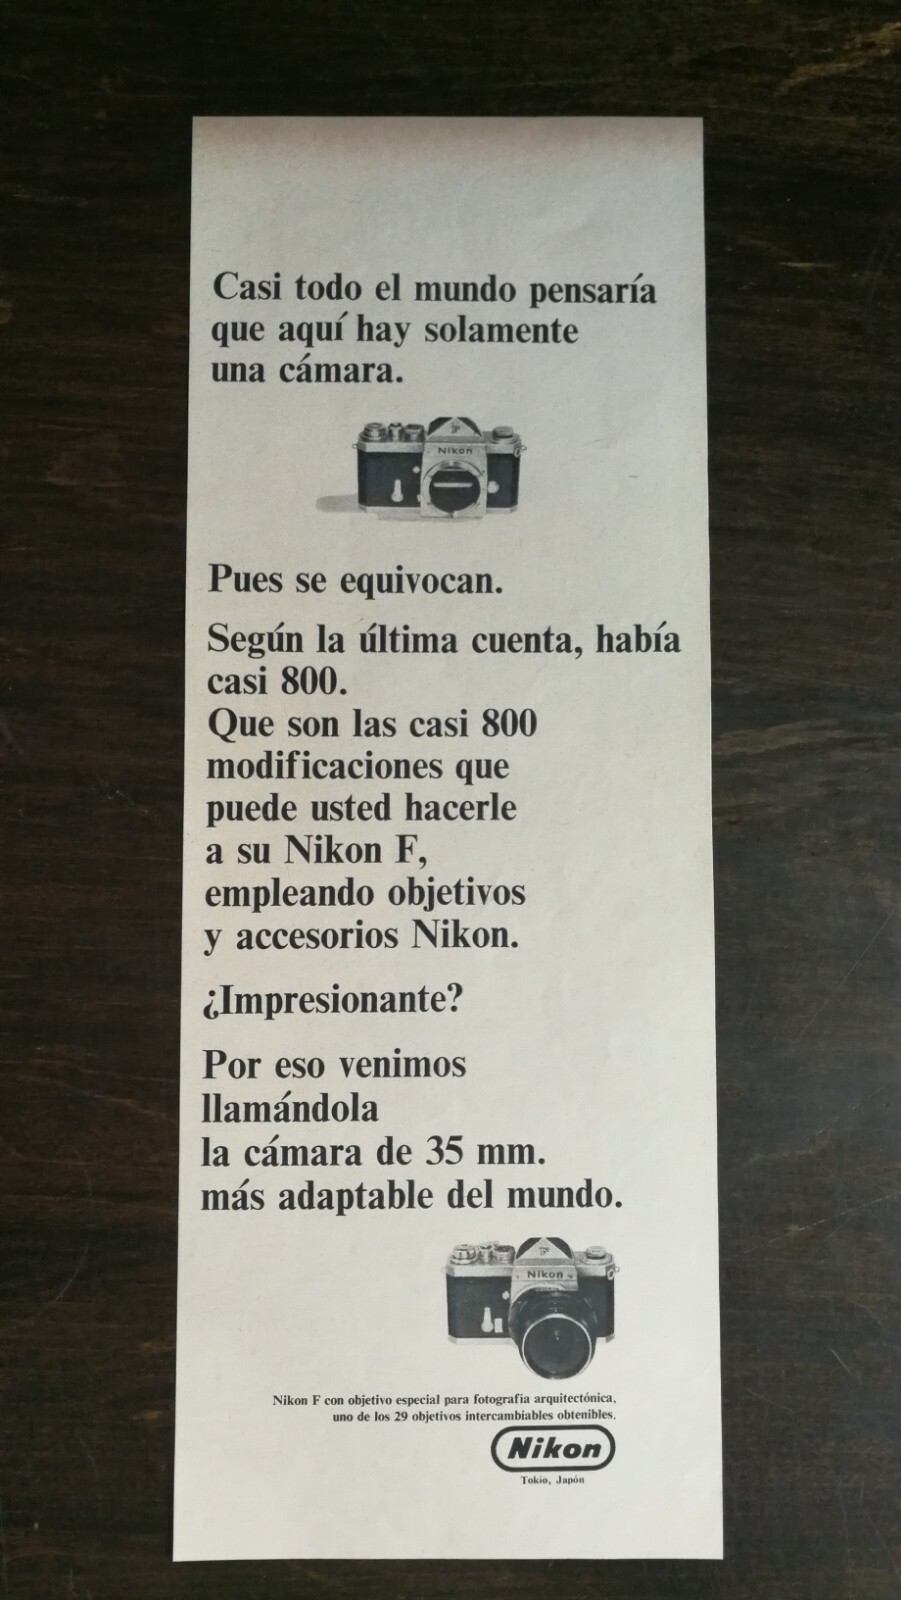 Casi todo el mundo pensaría
que aquí hay solamente
una cámara.
F
Nikon
Pues se equivocan.
Según la última cuenta, había
casi 800.
Que son las casi 800
modificaciones que
puede usted hacerle
a su Nikon F,
empleando objetivos
y accesorios Nikon.
¿Impresionante?
Por eso venimos
llamándola
la cámara de 35 mm.
más adaptable del mundo.
F
Nikon
Nikon F con objetivo especial para fotografía arquitectónica,
uno de los 29 objetivos intercambiables obtenibles.
Nikon
Tokio, Japón